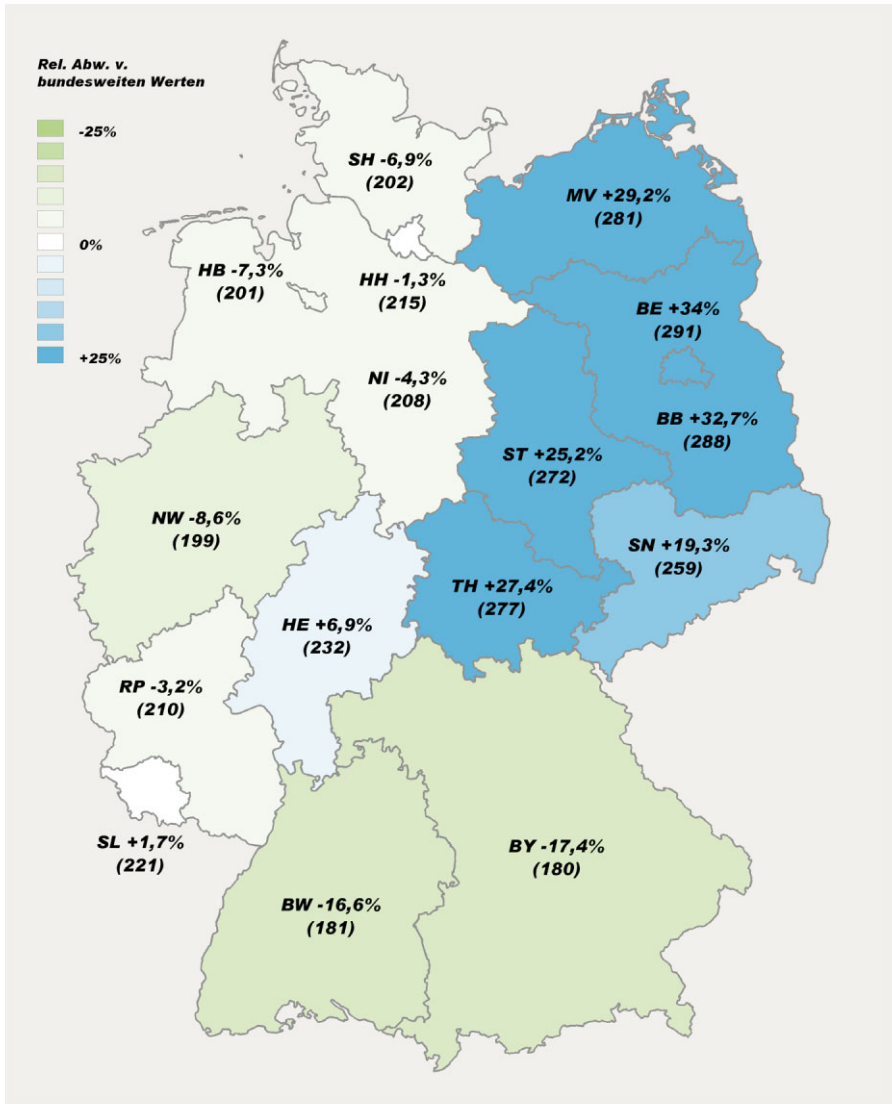 Rel. Abw. v.
bundesweiten Werten
-25%
0%
+25%
SH -6,9%
(202)
MV +29,2%
(281)
HB -7,3%
(201)
HH -1,3%
(215)
BE +34%
(291)
NI -4,3%
(208)
BB +32,7%
(288)
ST +25,2%
(272)
NW -8,6%
(199)
SN +19,3%
(259)
TH +27,4%
(277)
HE +6,9%
(232)
RP -3,2%
(210)
SL +1,7%
(221)
BY -17,4%
(180)
BW -16,6%
(181)